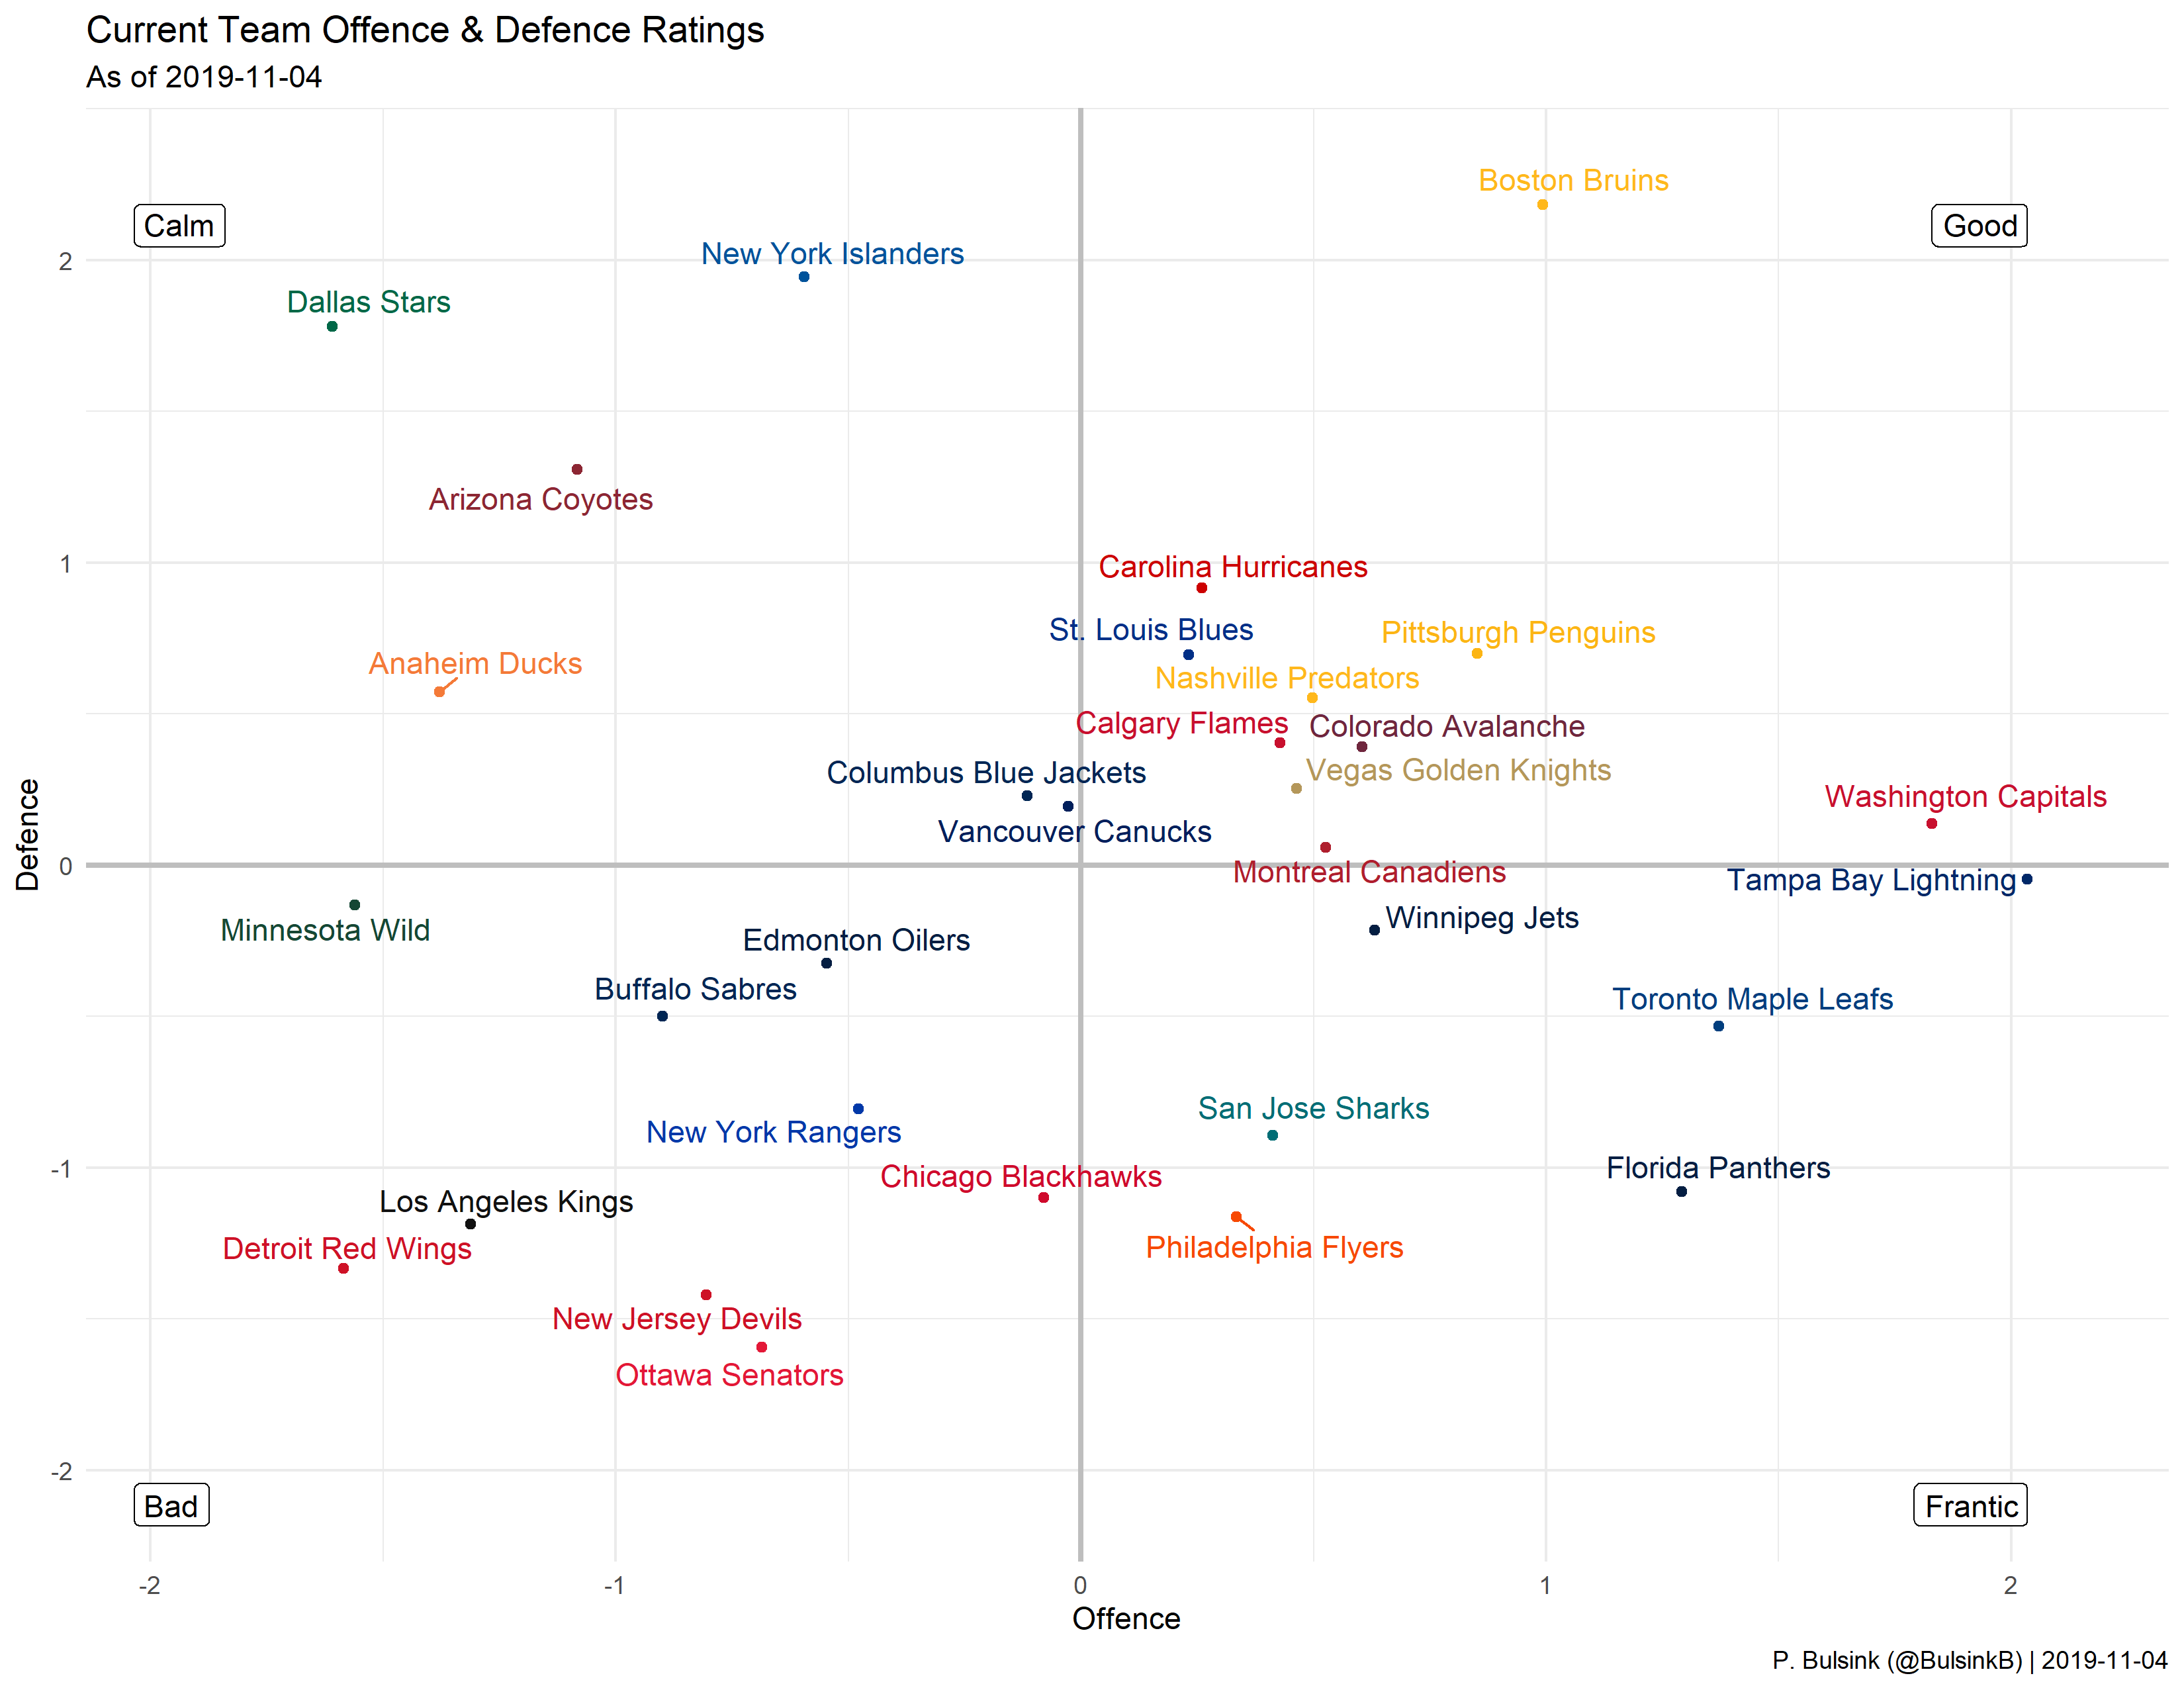 Current Team Offence & Defence Ratings
As of 2019-11-04
Boston Bruins
Calm
Good
New York Islanders
2
Dallas Stars
Arizona Coyotes
1
Carolina Hurricanes
St. Louis Blues
Pittsburgh Penguins
Anaheim Ducks
Nashville Predators
Calgary Flames
Colorado Avalanche
Columbus Blue Jackets
Vegas Golden Knights
Washington Capitals
Vancouver Canucks
Defence
0
Montreal Canadiens
Tampa Bay Lightning
Minnesota Wild
Winnipeg Jets
Edmonton Oilers
Buffalo Sabres
Toronto Maple Leafs
San Jose Sharks
New York Rangers
-1
Florida Panthers
Chicago Blackhawks
Los Angeles Kings
Detroit Red Wings
Philadelphia Flyers
New Jersey Devils
Ottawa Senators
-2
Bad
Frantic
-2 -1 0 1 2
Offence
P. Bulsink (@BulsinkB) | 2019-11-04